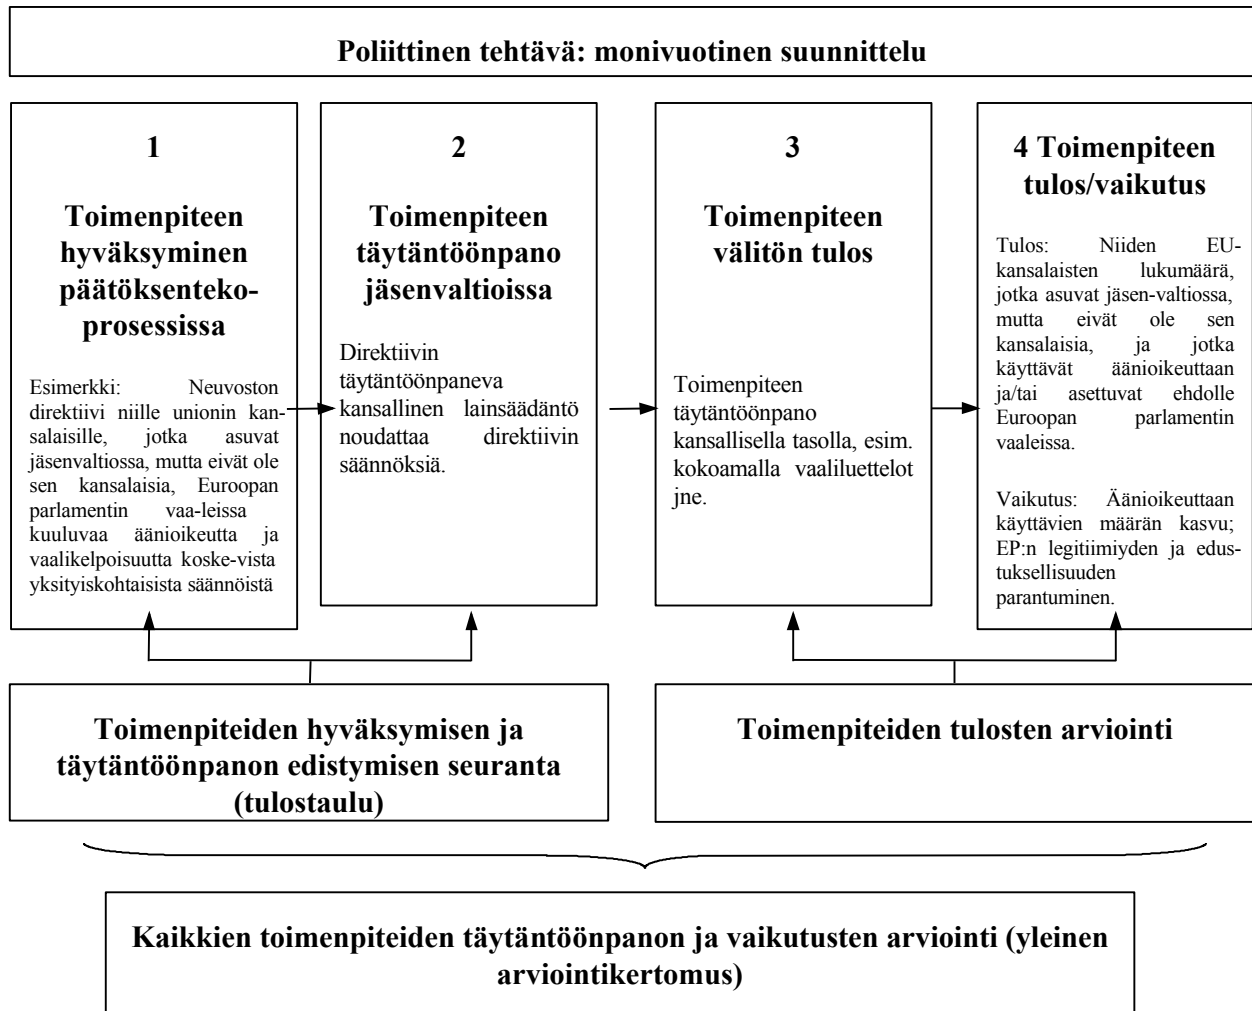 Poliittinen tehtävä: monivuotinen suunnittelu
1
Toimenpiteen
hyväksyminen
päätöksenteko-
prosessissa
Esimerkki: Neuvoston
direktiivi niille unionin kan-
salaisille, jotka asuvat
jäsenvaltiossa, mutta eivät ole
sen kansalaisia, Euroopan
parlamentin vaa-leissa
kuuluvaa äänioikeutta ja
vaalikelpoisuutta koske-vista
yksityiskohtaisista säännöistä
2
Toimenpiteen
täytäntöönpano
jäsenvaltioissa
Direktiivin
täytäntöönpaneva
kansallinen lainsäädäntö
noudattaa direktiivin
säännöksiä.
3
Toimenpiteen
välitön tulos
Toimenpiteen
täytäntöönpano
kansallisella tasolla, esim.
kokoamalla vaaliluettelot
jne.
4 Toimenpiteen
tulos/vaikutus
Tulos: Niiden EU-
kansalaisten lukumäärä,
jotka asuvat jäsen-valtiossa,
mutta eivät ole sen
kansalaisia, ja jotka
käyttävät äänioikeuttaan
ja/tai asettuvat ehdolle
Euroopan parlamentin
vaaleissa.
Vaikutus: Äänioikeuttaan
käyttävien määrän kasvu;
EP:n legitiimiyden ja edus-
tuksellisuuden
parantuminen.
Toimenpiteiden hyväksymisen ja
täytäntöönpanon edistymisen seuranta
(tulostaulu)
Toimenpiteiden tulosten arviointi
Kaikkien toimenpiteiden täytäntöönpanon ja vaikutusten arviointi (yleinen
arviointikertomus)